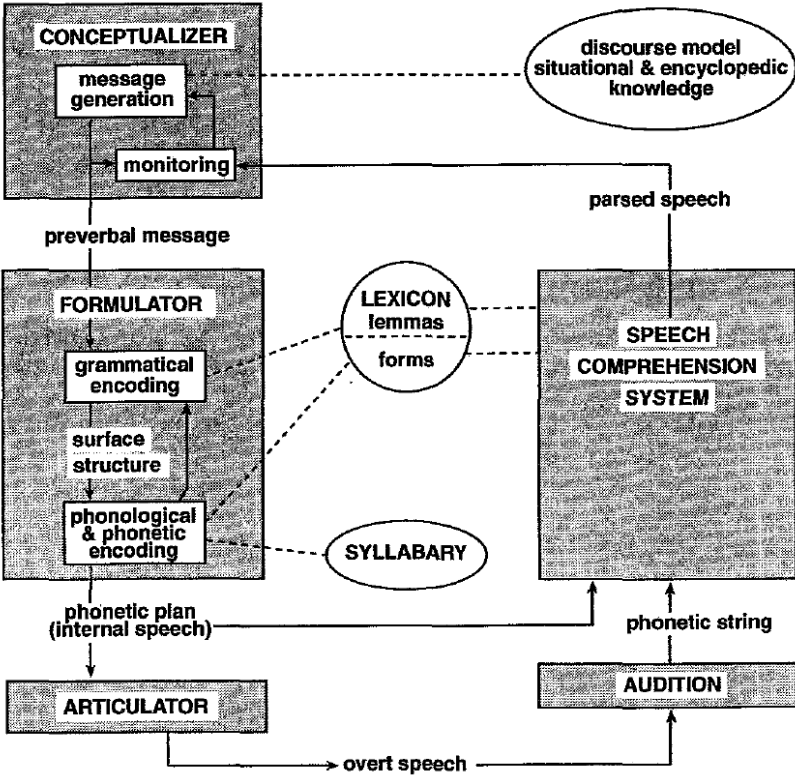 CONCEPTUALIZER
message
generation
monitoring
discourse model
situational & encyclopedic
knowledge
parsed speech
preverbal message
FORMULATOR
grammatical
encoding
surface
structure
phonological
& phonetic
encoding
LEXICON
lemmas
forms
SYLLABARY
SPEECH
COMPREHENSION
SYSTEM
phonetic plan
(internal speech)
phonetic string
ARTICULATOR
AUDITION
overt speech